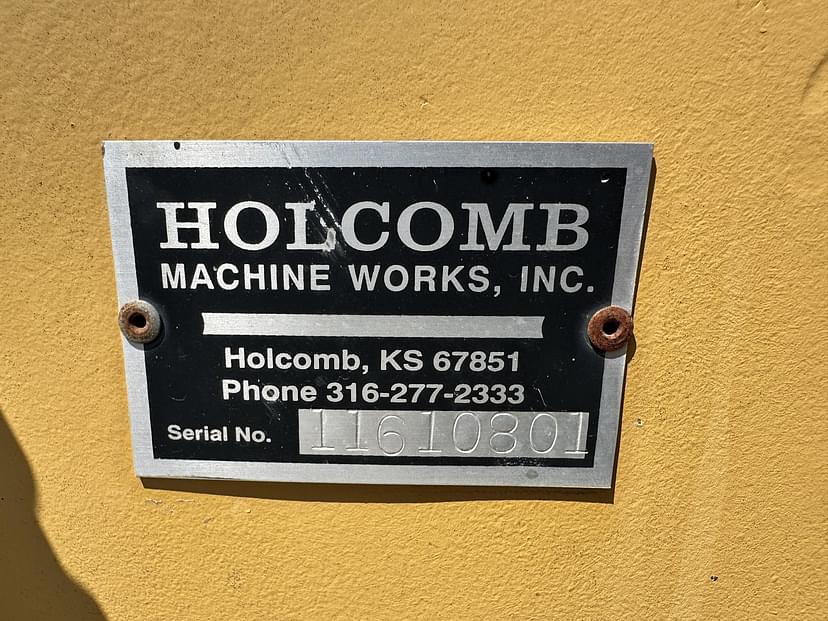 HOLCOMB
MACHINE WORKS, INC.
Holcomb, KS 67851
Phone 316-277-2333
Serial No. 11610801